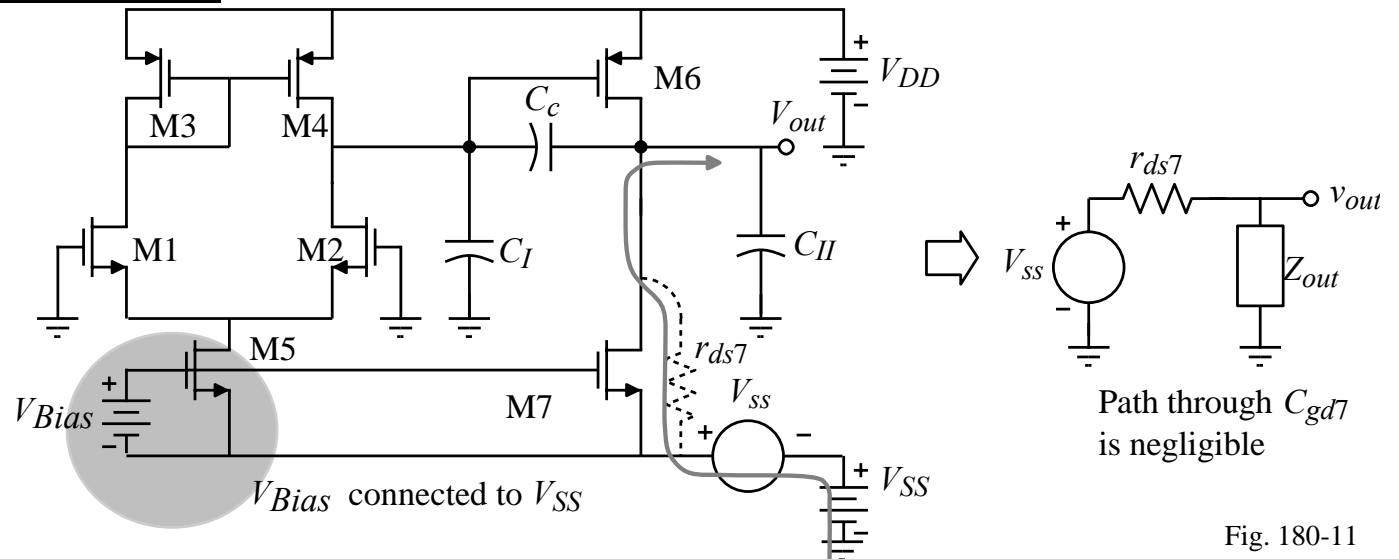 M3
M4
M6
V_DD
C_c
V_out
M1
M2
C_I
C_II
r_ds7
v_out
V_ss
Z_out
M5
V_Bias
M7
r_ds7
V_ss
V_SS
V_Bias connected to V_SS
Path through C_gd7
is negligible
Fig. 180-11
+
-
+
-
+
-
+
-
+
-